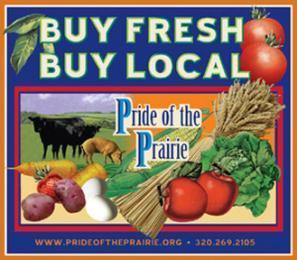 BUY FRESH
BUY LOCAL
Pride of the
Prairie
WWW.PRIDEOFTHEPRAIRIE.ORG • 320.269.2105